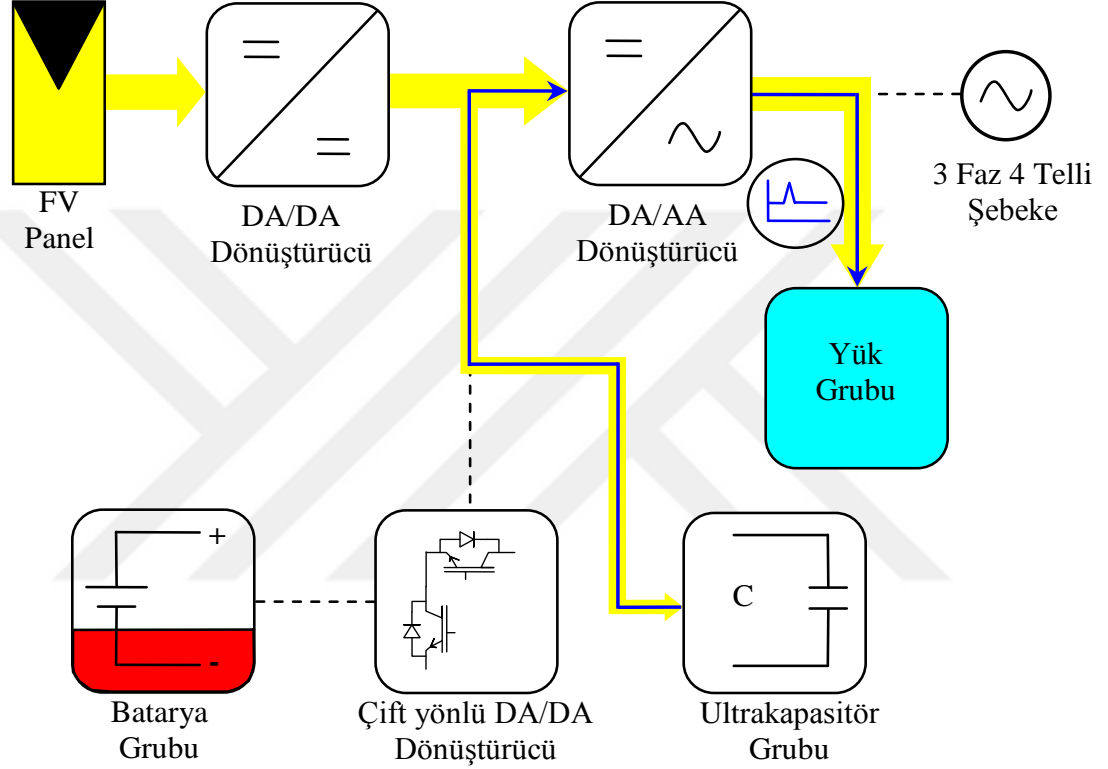 FV
Panel
DA/DA
Dönüştürücü
DA/AA
Dönüştürücü
3 Faz 4 Telli
Şebeke
Yük
Grubu
+
-
C
Batarya
Grubu
Çift yönlü DA/DA
Dönüştürücü
Ultrakapasitör
Grubu